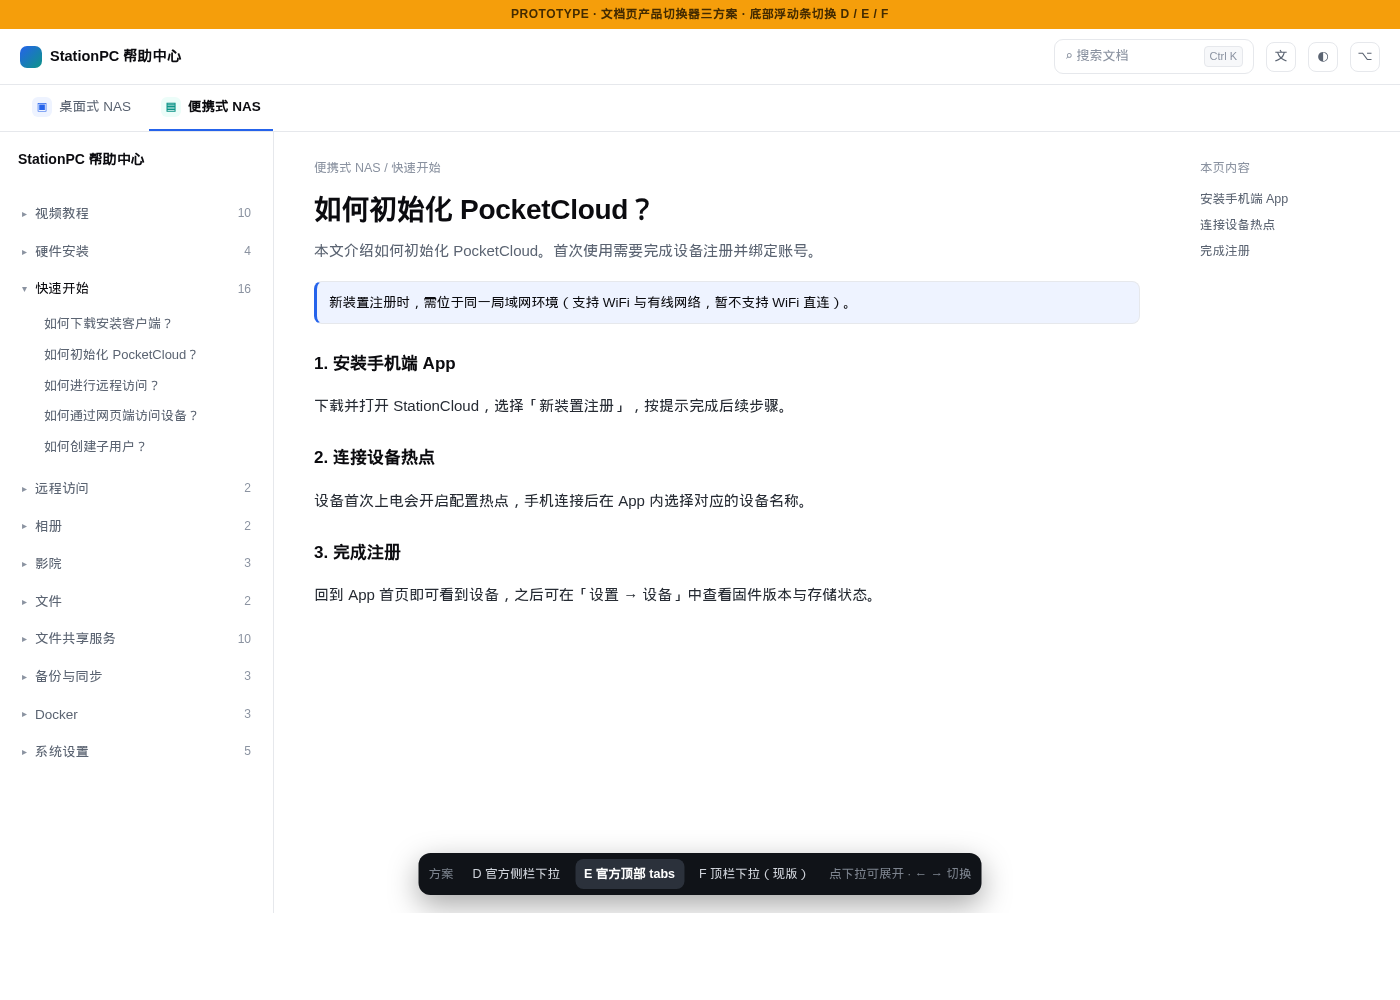 PROTOTYPE · 文档页产品切换器三方案 · 底部浮动条切换 D / E / F
StationPC 帮助中心
⌕ 搜索文档 Ctrl K 文 ◐ ⌥
▣ 桌面式 NAS ▤ 便携式 NAS
StationPC 帮助中心
▸ 视频教程 10
▸ 硬件安装 4
▾ 快速开始 16
如何下载安装客户端？
如何初始化 PocketCloud？
如何进行远程访问？
如何通过网页端访问设备？
如何创建子用户？
▸ 远程访问 2
▸ 相册 2
▸ 影院 3
▸ 文件 2
▸ 文件共享服务 10
▸ 备份与同步 3
▸ Docker 3
▸ 系统设置 5
便携式 NAS / 快速开始
如何初始化 PocketCloud？
本文介绍如何初始化 PocketCloud。首次使用需要完成设备注册并绑定账号。
新装置注册时，需位于同一局域网环境（支持 WiFi 与有线网络，暂不支持 WiFi 直连）。
1. 安装手机端 App
下载并打开 StationCloud，选择「新装置注册」，按提示完成后续步骤。
2. 连接设备热点
设备首次上电会开启配置热点，手机连接后在 App 内选择对应的设备名称。
3. 完成注册
回到 App 首页即可看到设备，之后可在「设置 → 设备」中查看固件版本与存储状态。
本页内容
安装手机端 App
连接设备热点
完成注册
方案 D 官方侧栏下拉 E 官方顶部 tabs F 顶栏下拉（现版） 点下拉可展开 · ← → 切换